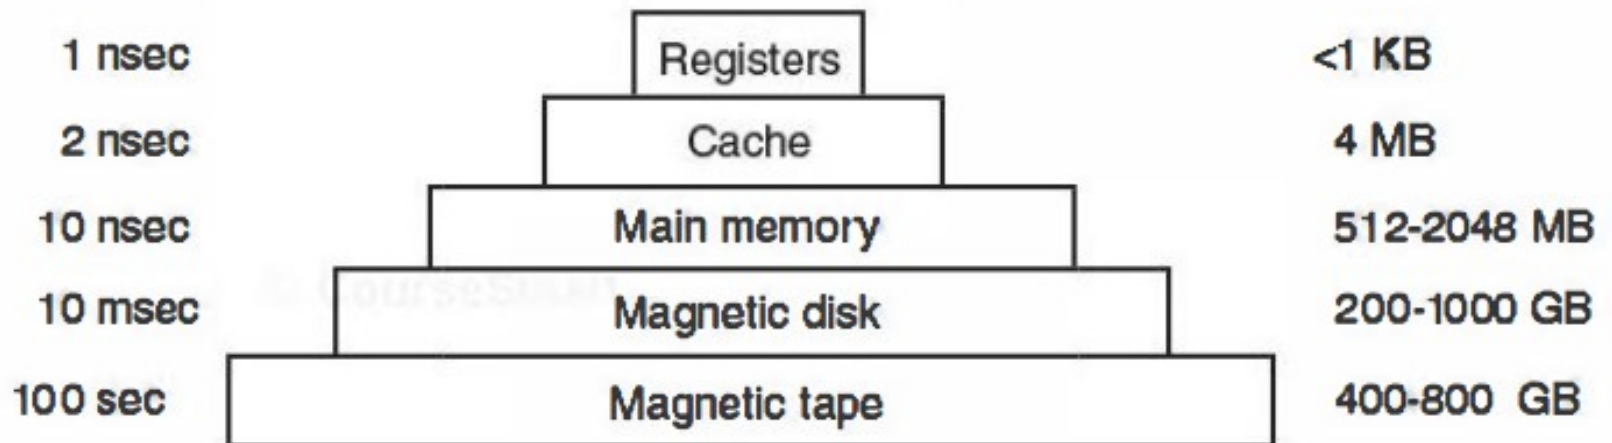 1 nsec Registers <1 KB
2 nsec Cache 4 MB
10 nsec Main memory 512-2048 MB
10 msec Magnetic disk 200-1000 GB
100 sec Magnetic tape 400-800 GB